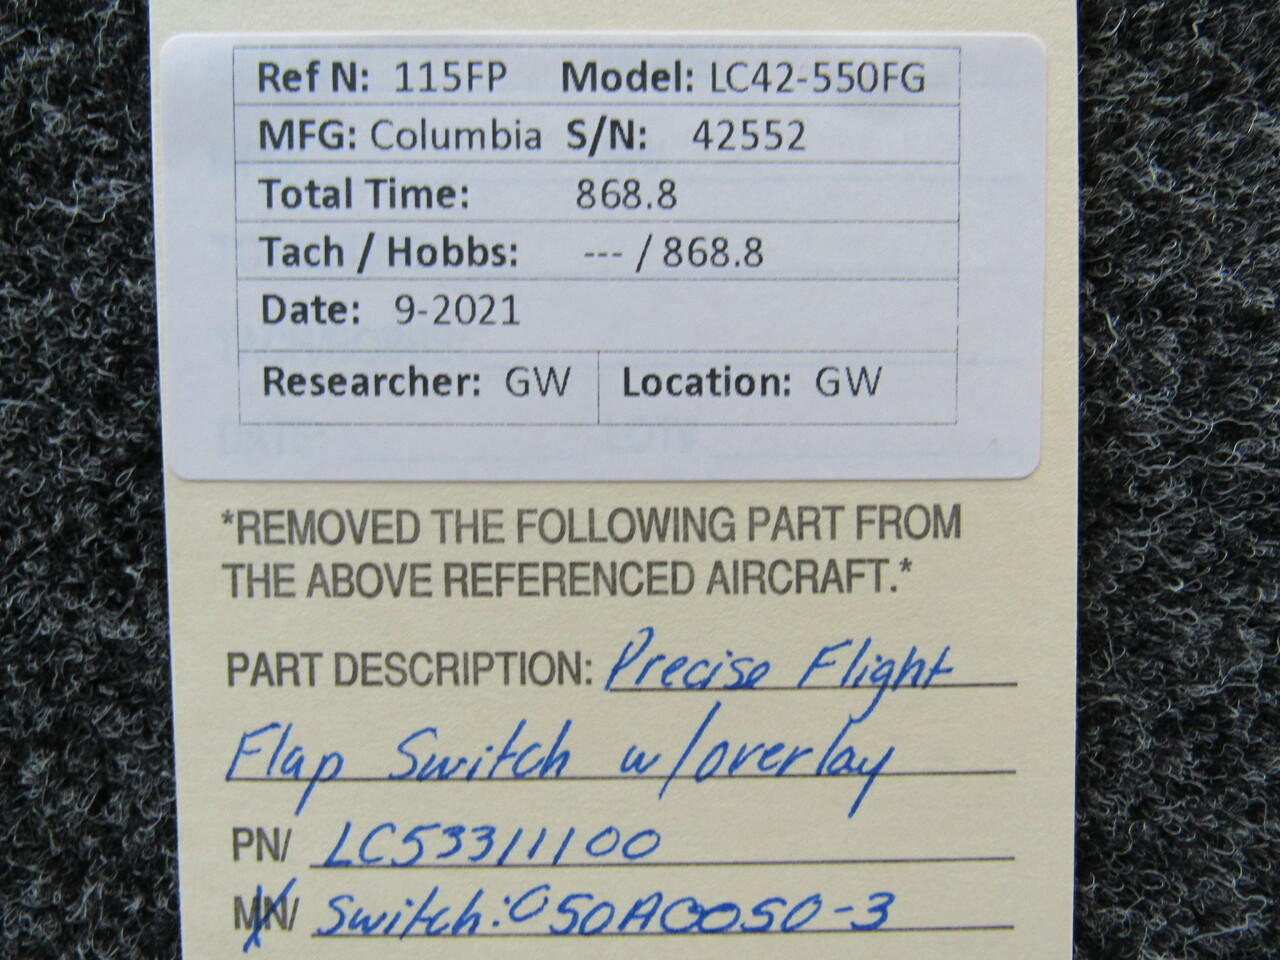 Ref N: 115FP Model: LC42-550FG
MFG: Columbia S/N: 42552
Total Time: 868.8
Tach / Hobbs: --- / 868.8
Date: 9-2021
Researcher: GW Location: GW
*REMOVED THE FOLLOWING PART FROM
THE ABOVE REFERENCED AIRCRAFT.*
PART DESCRIPTION: Precise Flight
Flap Switch w/overlay
PN/ LC53311100
MN/ Switch: 050A0050-3